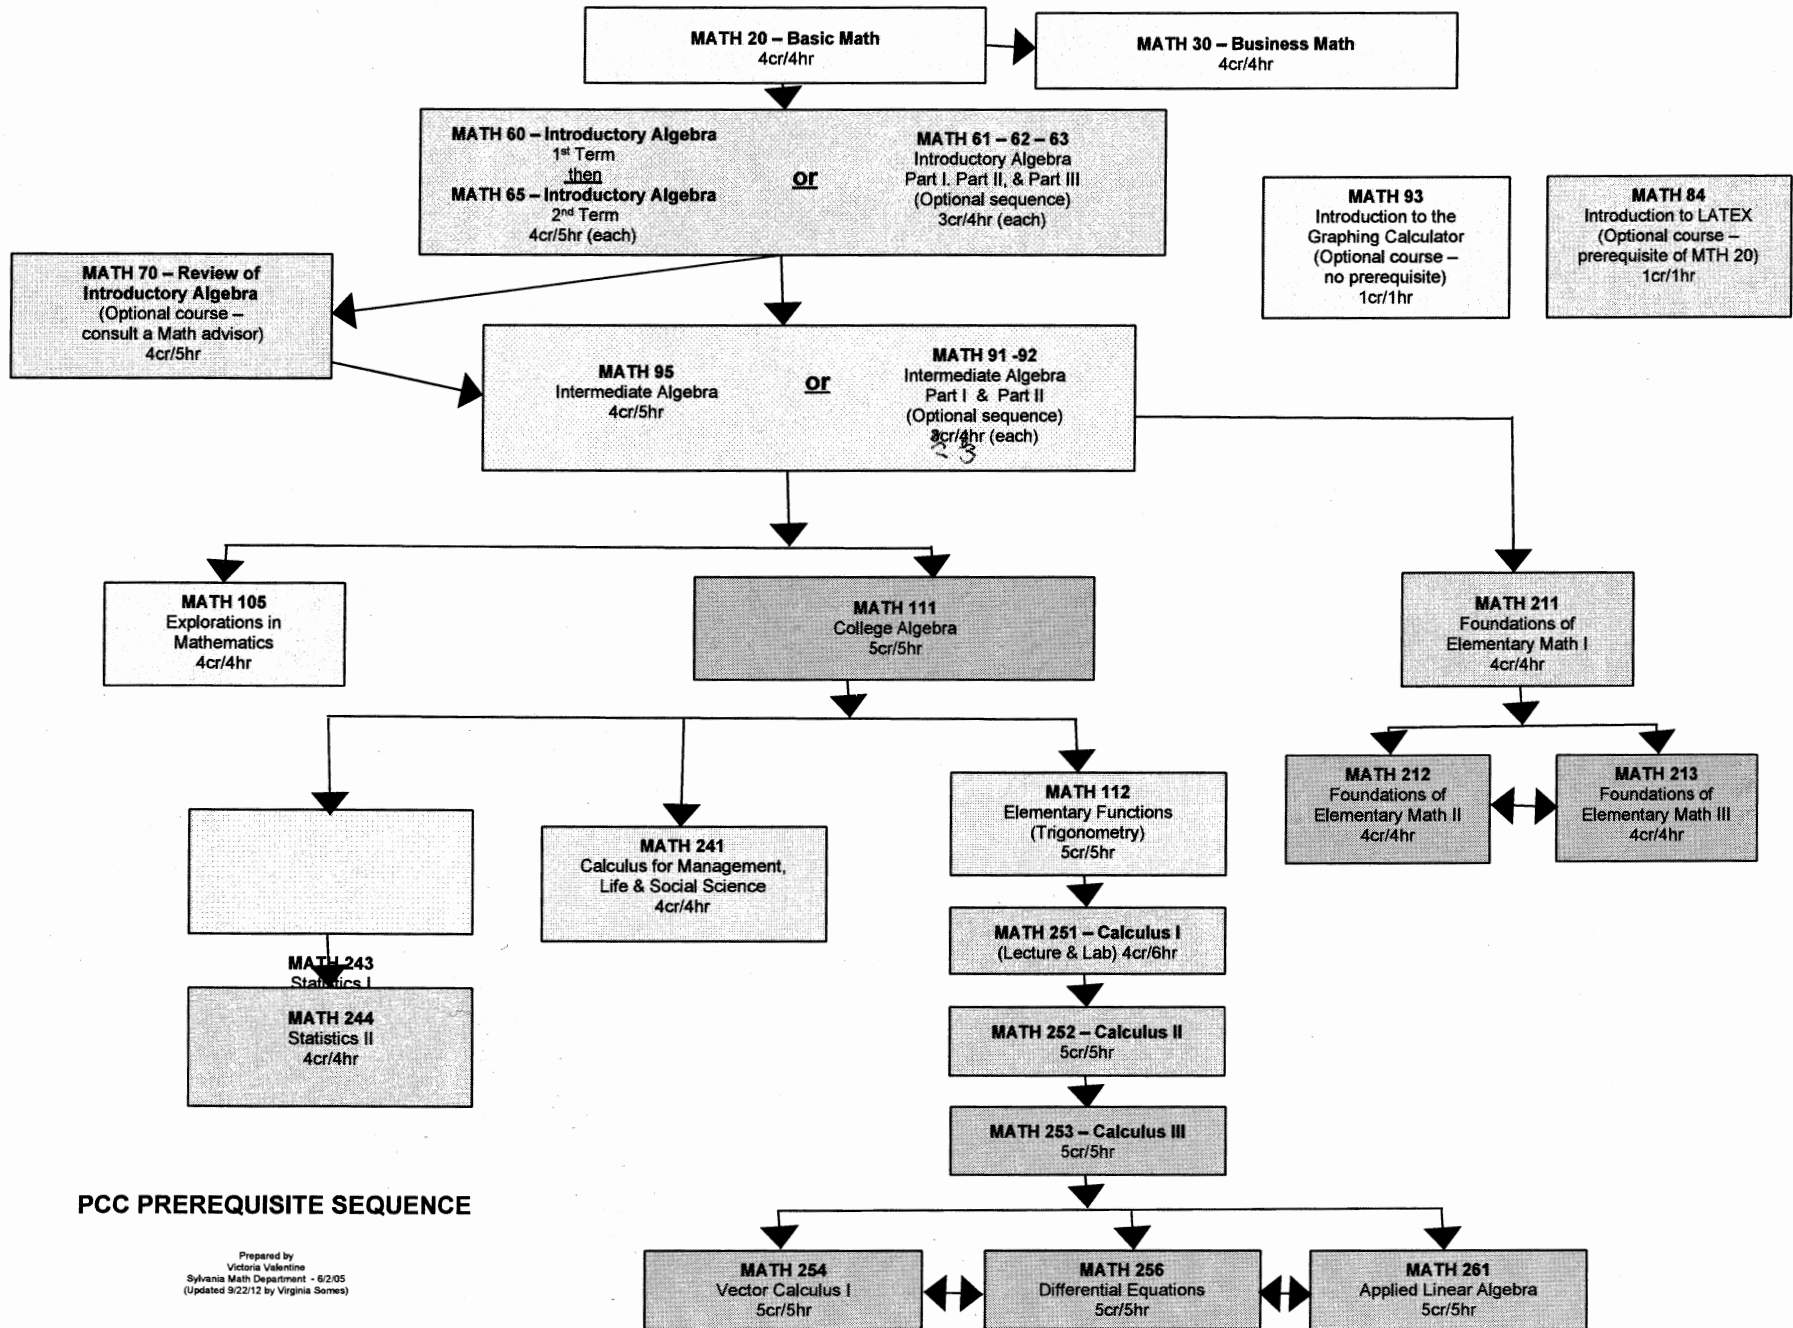 MATH 20 – Basic Math
4cr/4hr
MATH 30 – Business Math
4cr/4hr
MATH 60 – Introductory Algebra
1st Term
then
MATH 65 – Introductory Algebra
2nd Term
4cr/5hr (each)
or
MATH 61 – 62 – 63
Introductory Algebra
Part I. Part II, & Part III
(Optional sequence)
3cr/4hr (each)
MATH 93
Introduction to the
Graphing Calculator
(Optional course –
no prerequisite)
1cr/1hr
MATH 84
Introduction to LATEX
(Optional course –
prerequisite of MTH 20)
1cr/1hr
MATH 70 – Review of
Introductory Algebra
(Optional course –
consult a Math advisor)
4cr/5hr
MATH 95
Intermediate Algebra
4cr/5hr
or
MATH 91 -92
Intermediate Algebra
Part I & Part II
(Optional sequence)
3cr/4hr (each)
2 3
MATH 105
Explorations in
Mathematics
4cr/4hr
MATH 111
College Algebra
5cr/5hr
MATH 211
Foundations of
Elementary Math I
4cr/4hr
MATH 212
Foundations of
Elementary Math II
4cr/4hr
MATH 213
Foundations of
Elementary Math III
4cr/4hr
MATH 241
Calculus for Management,
Life & Social Science
4cr/4hr
MATH 112
Elementary Functions
(Trigonometry)
5cr/5hr
MATH 243
Statistics I
MATH 244
Statistics II
4cr/4hr
MATH 251 – Calculus I
(Lecture & Lab) 4cr/6hr
MATH 252 – Calculus II
5cr/5hr
MATH 253 – Calculus III
5cr/5hr
MATH 254
Vector Calculus I
5cr/5hr
MATH 256
Differential Equations
5cr/5hr
MATH 261
Applied Linear Algebra
5cr/5hr
PCC PREREQUISITE SEQUENCE
Prepared by
Victoria Valentine
Sylvania Math Department - 6/2/05
(Updated 9/22/12 by Virginia Somes)